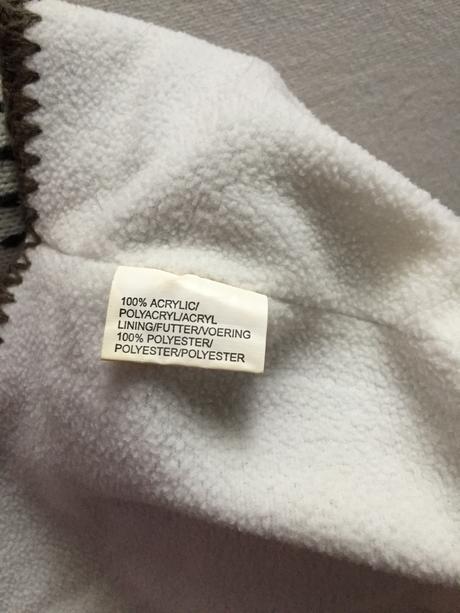 100% ACRYLIC/
POLYACRYL/ACRYL
LINING/FUTTER/VOERING
100% POLYESTER/
POLYESTER/POLYESTER